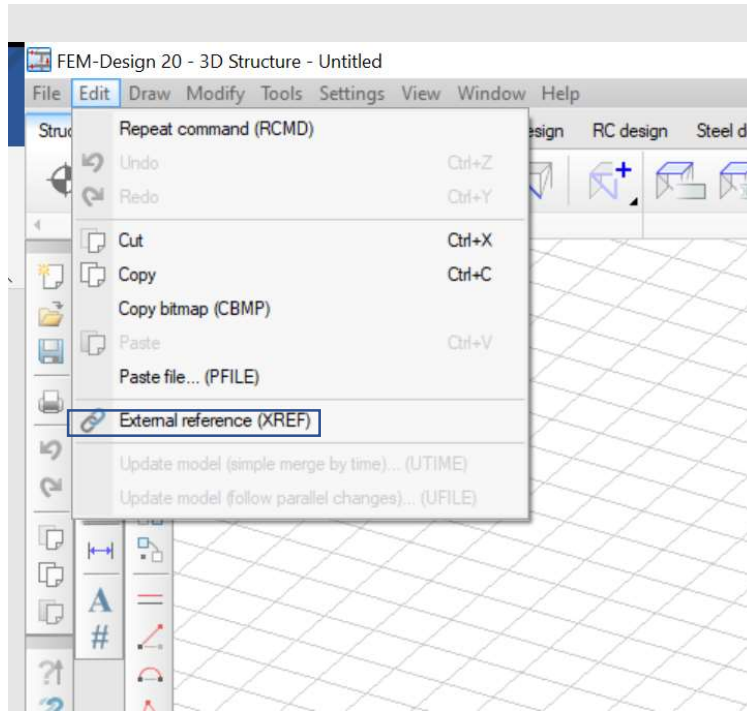 FEM-Design 20 - 3D Structure - Untitled
File Edit Draw Modify Tools Settings View Window Help
Struc esign RC design Steel d
Repeat command (RCMD)
Undo Ctrl+Z
Redo Ctrl+Y
Cut Ctrl+X
Copy Ctrl+C
Copy bitmap (CBMP)
Paste Ctrl+V
Paste file... (PFILE)
External reference (XREF)
Update model (simple merge by time)... (UTIME)
Update model (follow parallel changes)... (UFILE)
A
#